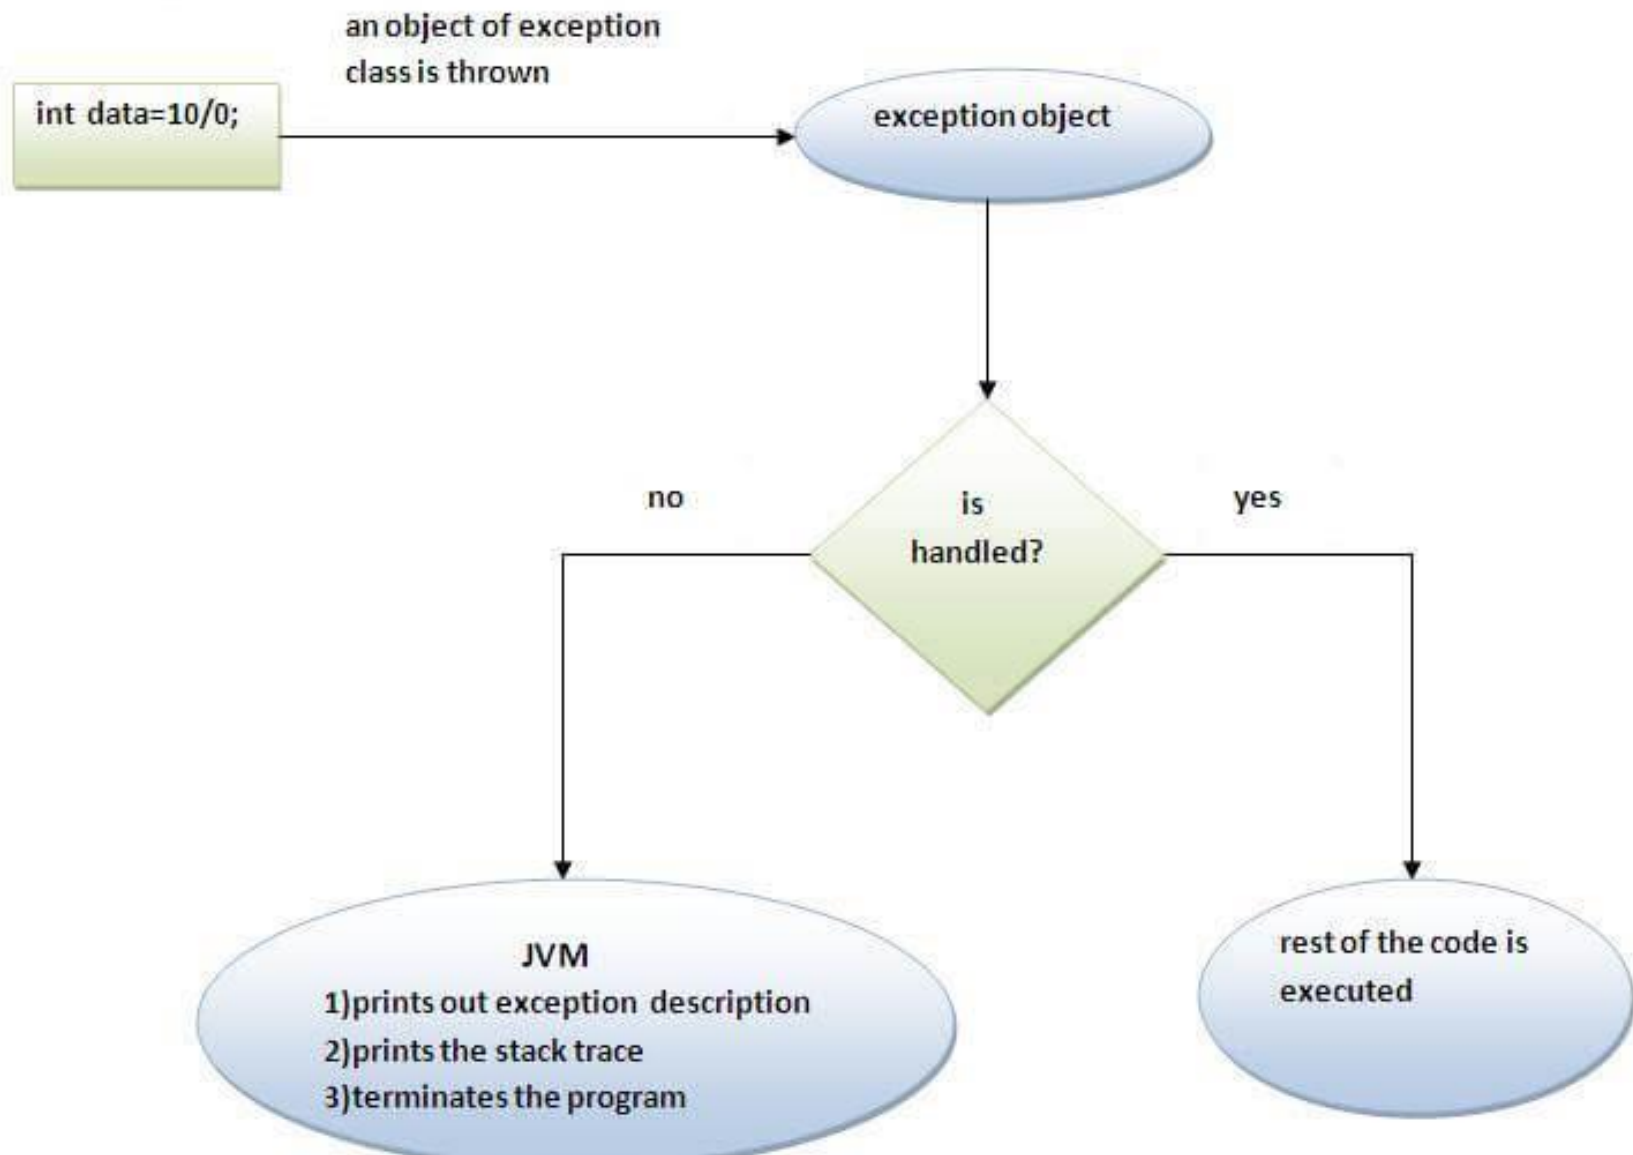 an object of exception
class is thrown
int data=10/0;
exception object
no
is
handled?
yes
JVM
1)prints out exception description
2)prints the stack trace
3)terminates the program
rest of the code is
executed